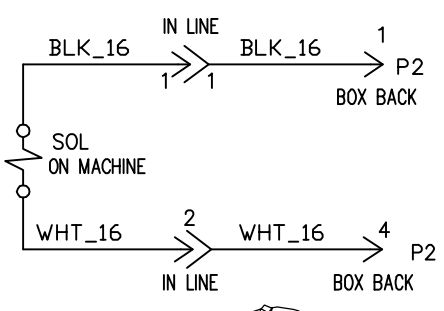 IN LINE
BLK_16
BLK_16
1
1
1
P2
BOX BACK
SOL
ON MACHINE
WHT_16
2
WHT_16
4
P2
IN LINE
BOX BACK